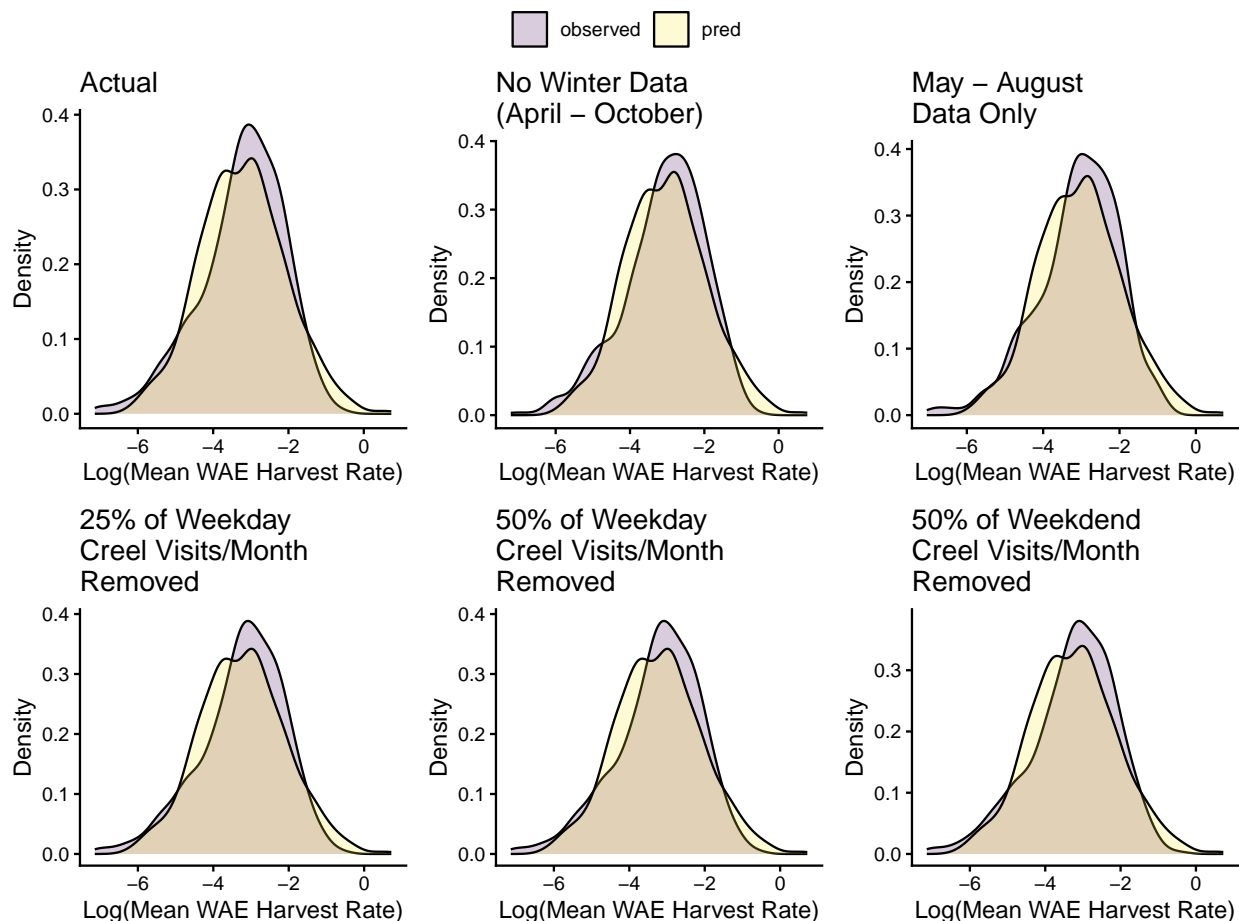 observed pred
Actual
No Winter Data
(April − October)
May − August
Data Only
0.4
0.3
0.2
0.1
0.0
Density
−6 −4 −2 0
Log(Mean WAE Harvest Rate)
0.4
0.3
0.2
0.1
0.0
Density
−6 −4 −2 0
Log(Mean WAE Harvest Rate)
0.4
0.3
0.2
0.1
0.0
Density
−6 −4 −2 0
Log(Mean WAE Harvest Rate)
25% of Weekday
Creel Visits/Month
Removed
0.4
0.3
0.2
0.1
0.0
Density
−6 −4 −2 0
Log(Mean WAE Harvest Rate)
50% of Weekday
Creel Visits/Month
Removed
0.4
0.3
0.2
0.1
0.0
Density
−6 −4 −2 0
Log(Mean WAE Harvest Rate)
50% of Weekdend
Creel Visits/Month
Removed
0.3
0.2
0.1
0.0
Density
−6 −4 −2 0
Log(Mean WAE Harvest Rate)